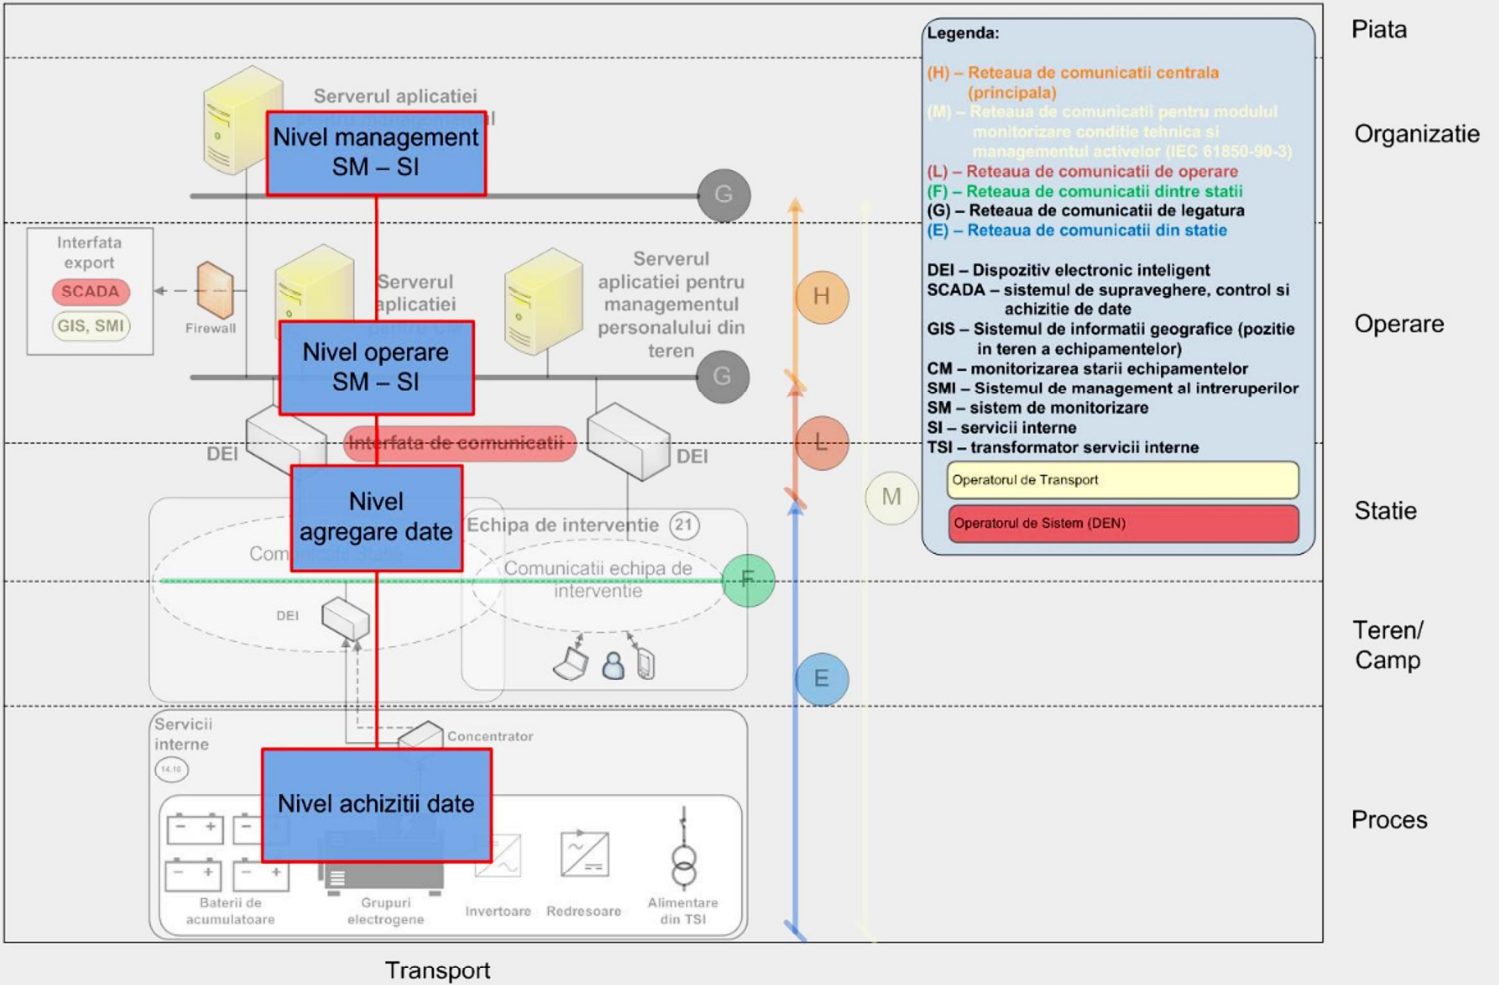 Piata
Organizatie
Operare
Statie
Teren/
Camp
Proces
Transport
Serverul aplicatiei
Nivel management
SM – SI
G
Interfata
export
SCADA
GIS, SMI
Firewall
Serverul
aplicatiei
Serverul
aplicatiei pentru
managementul
personalului din
teren
Nivel operare
SM – SI
G
H
DEI
Interfata de comunicatii
DEI
L
M
Nivel
agregare date
Echipa de interventie
21
Comunicatii echipa de
interventie
F
DEI
E
Servicii
interne
14,16
Concentrator
Nivel achizitii date
Baterii de
acumulatoare
Grupuri
electrogene
Invertoare
Redresoare
Alimentare
din TSI
Legenda:
(H) – Reteaua de comunicatii centrala
(principala)
(M) – Reteaua de comunicatii pentru modulul
monitorizare conditie tehnica si
managementul activelor (IEC 61850-90-3)
(L) – Reteaua de comunicatii de operare
(F) – Reteaua de comunicatii dintre statii
(G) – Reteaua de comunicatii de legatura
(E) – Reteaua de comunicatii din statie
DEI – Dispozitiv electronic inteligent
SCADA – sistemul de supraveghere, control si
achizitie de date
GIS – Sistemul de informatii geografice (pozitie
in teren a echipamentelor)
CM – monitorizarea starii echipamentelor
SMI – Sistemul de management al intreruperilor
SM – sistem de monitorizare
SI – servicii interne
TSI – transformator servicii interne
Operatorul de Transport
Operatorul de Sistem (DEN)